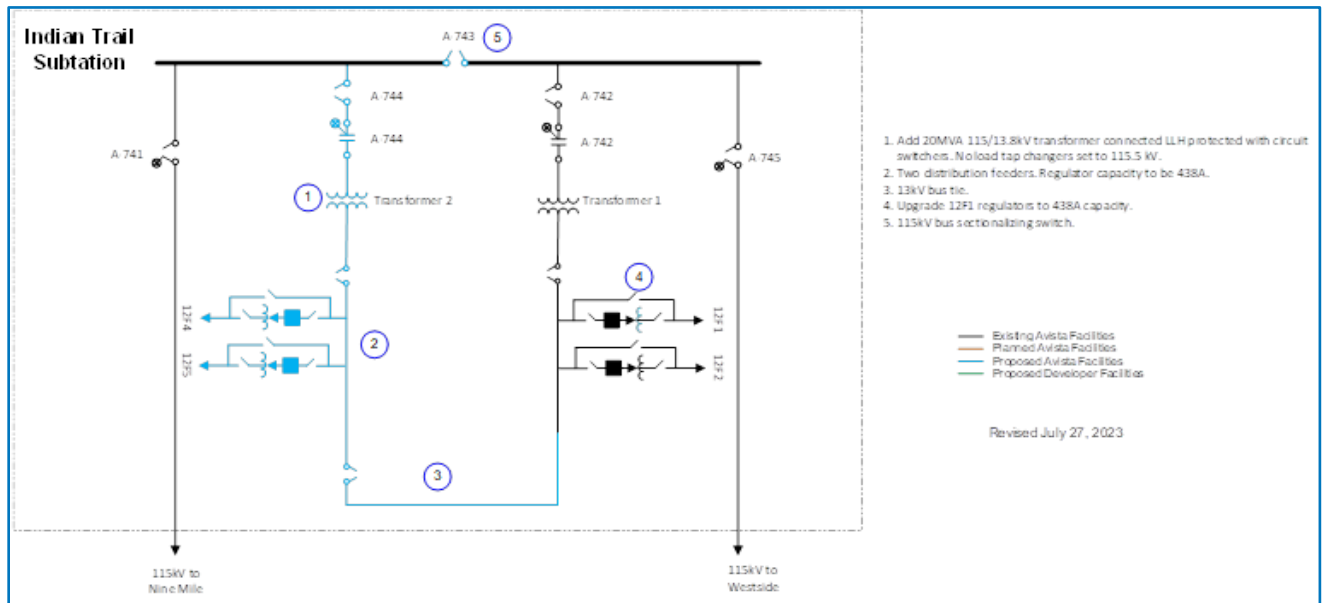 Indian Trail
Subtation
A-743
5
A-744
A-742
A-744
A-742
A-741
A-745
1
Transformer 2
Transformer 1
4
12F4
12F5
2
12F1
12F2
3
115kV to
Nine Mile
115kV to
Westside
1. Add 20MVA 115/13.8kV transformer connected LLH protected with circuit
switchers. No load tap changers set to 115.5 kV.
2. Two distribution feeders. Regulator capacity to be 438A.
3. 13kV bus tie.
4. Upgrade 12F1 regulators to 438A capacity.
5. 115kV bus sectionalizing switch.
Existing Avista Facilities
Planned Avista Facilities
Proposed Avista Facilities
Proposed Developer Facilities
Revised July 27, 2023